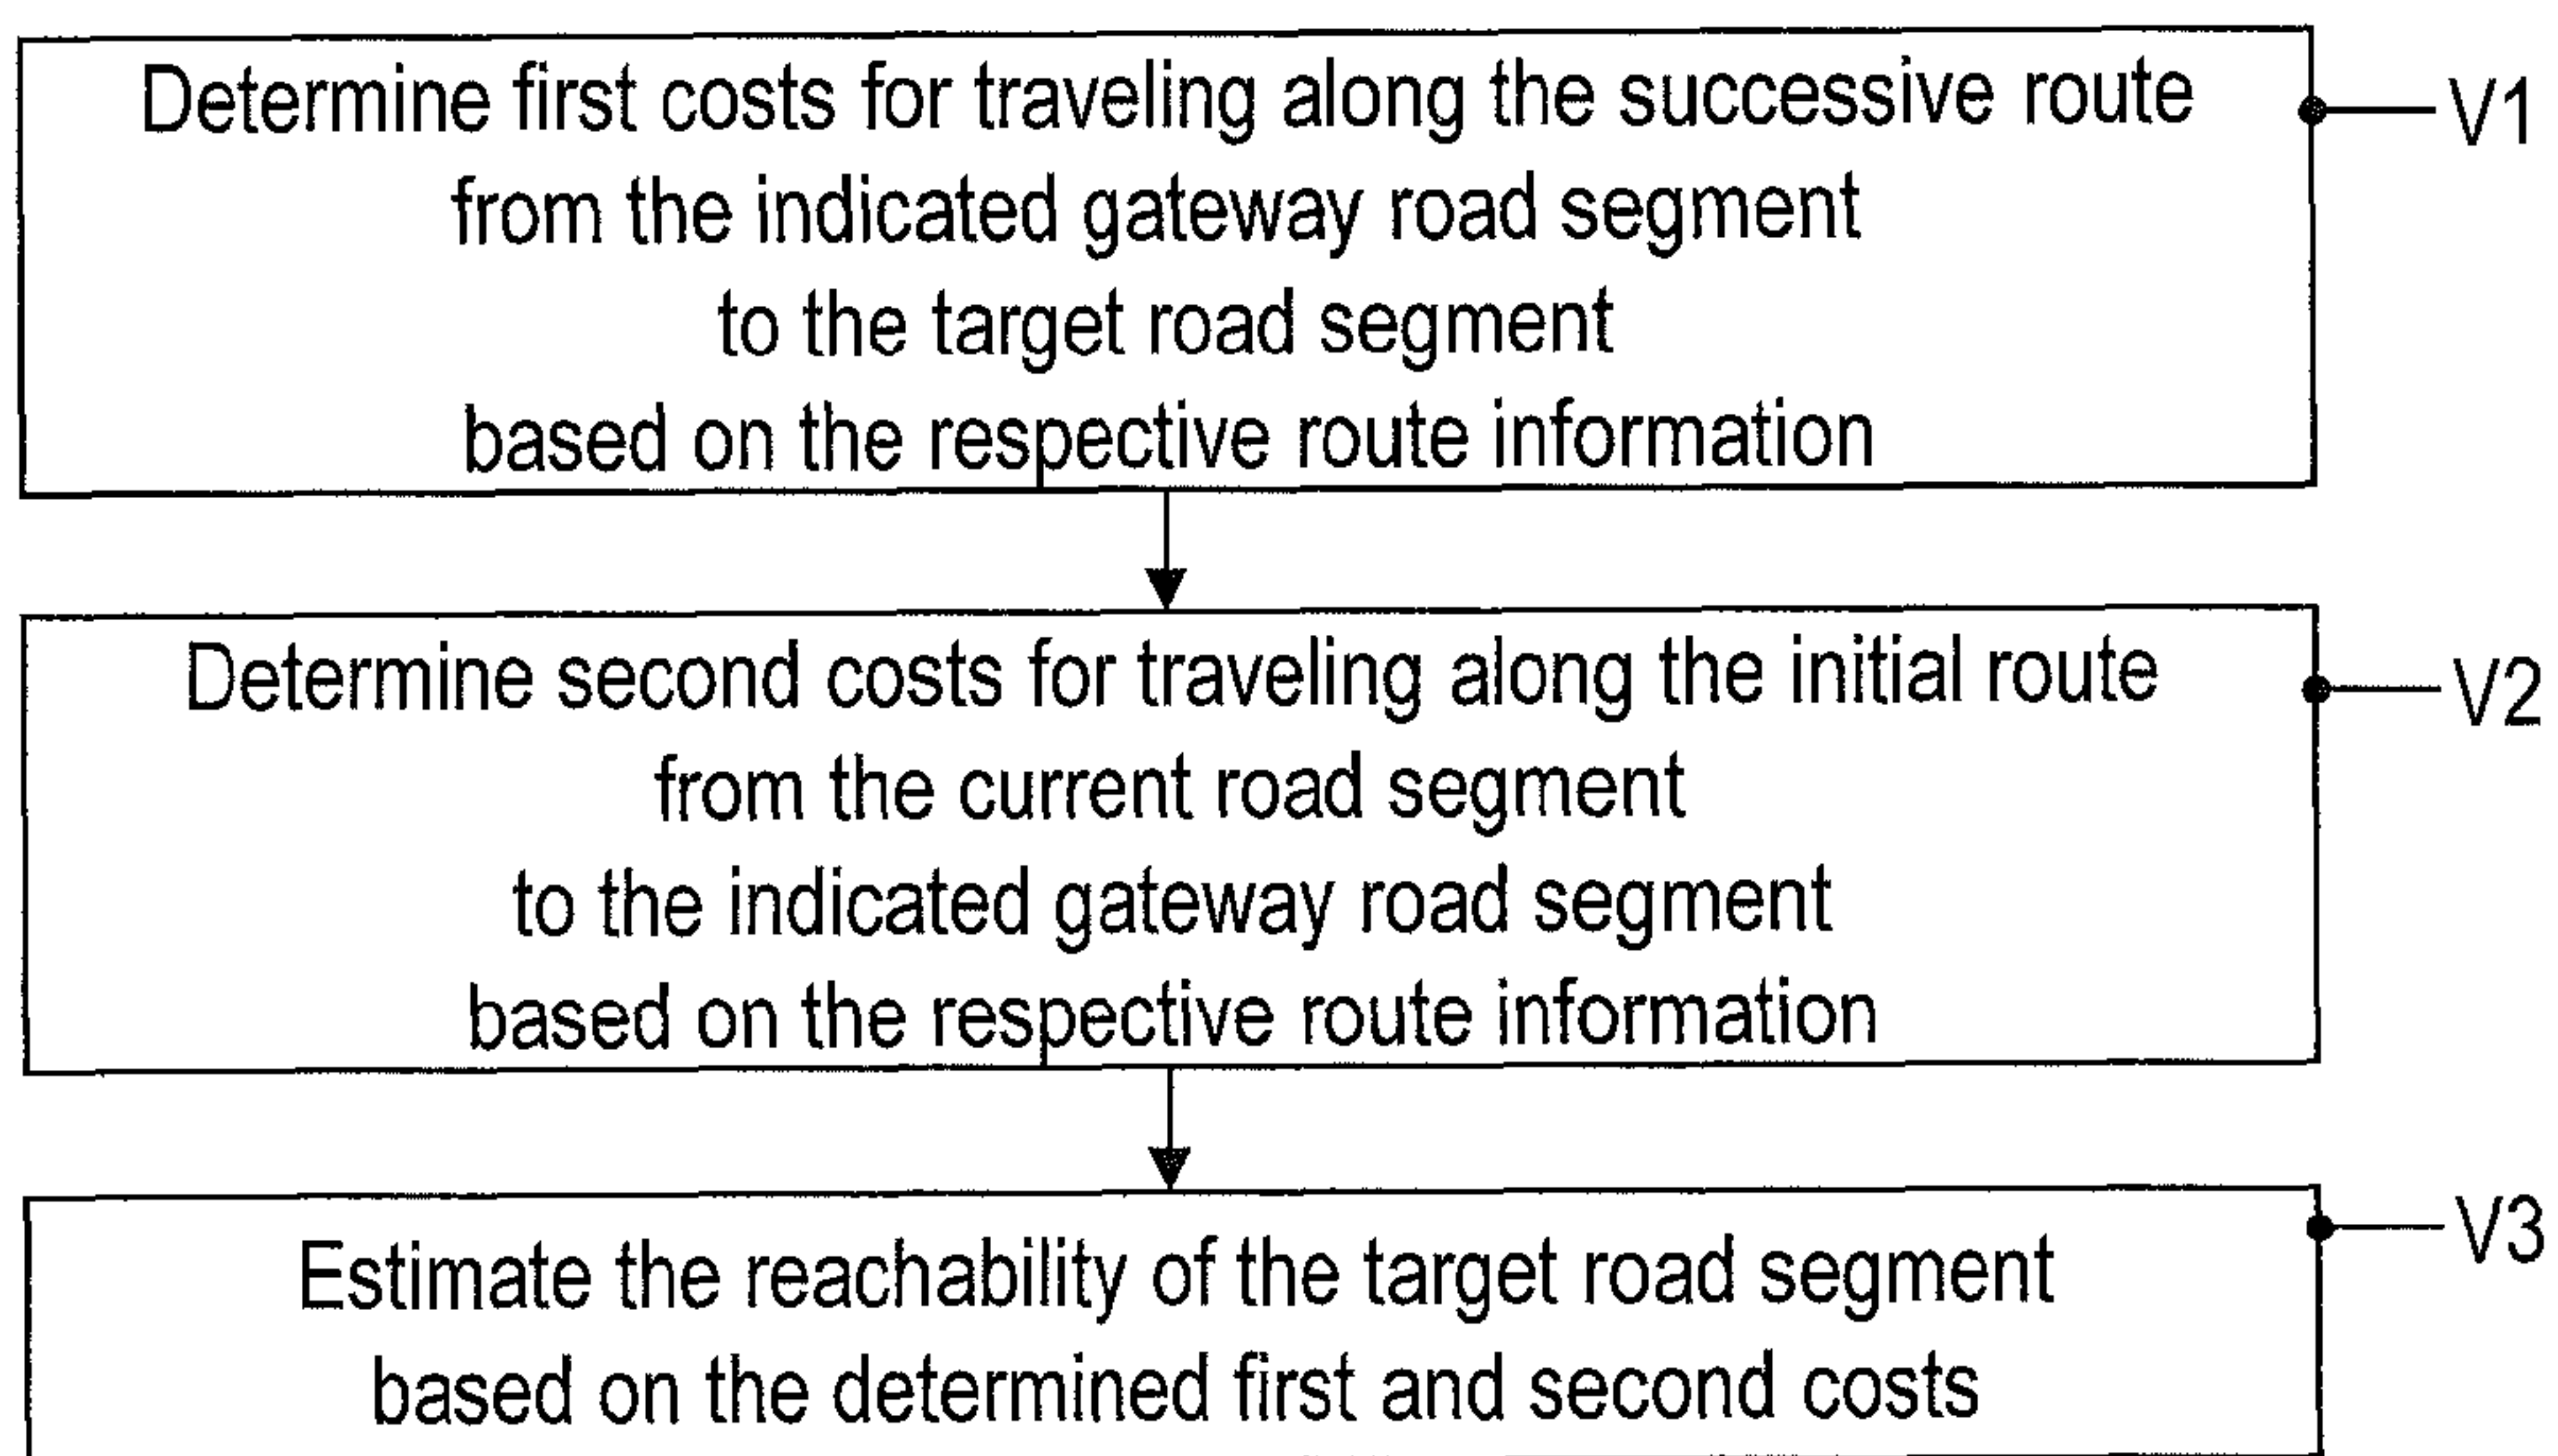 Determine first costs for traveling along the successive route
from the indicated gateway road segment
to the target road segment
based on the respective route information
V1
Determine second costs for traveling along the initial route
from the current road segment
to the indicated gateway road segment
based on the respective route information
V2
Estimate the reachability of the target road segment
based on the determined first and second costs
V3